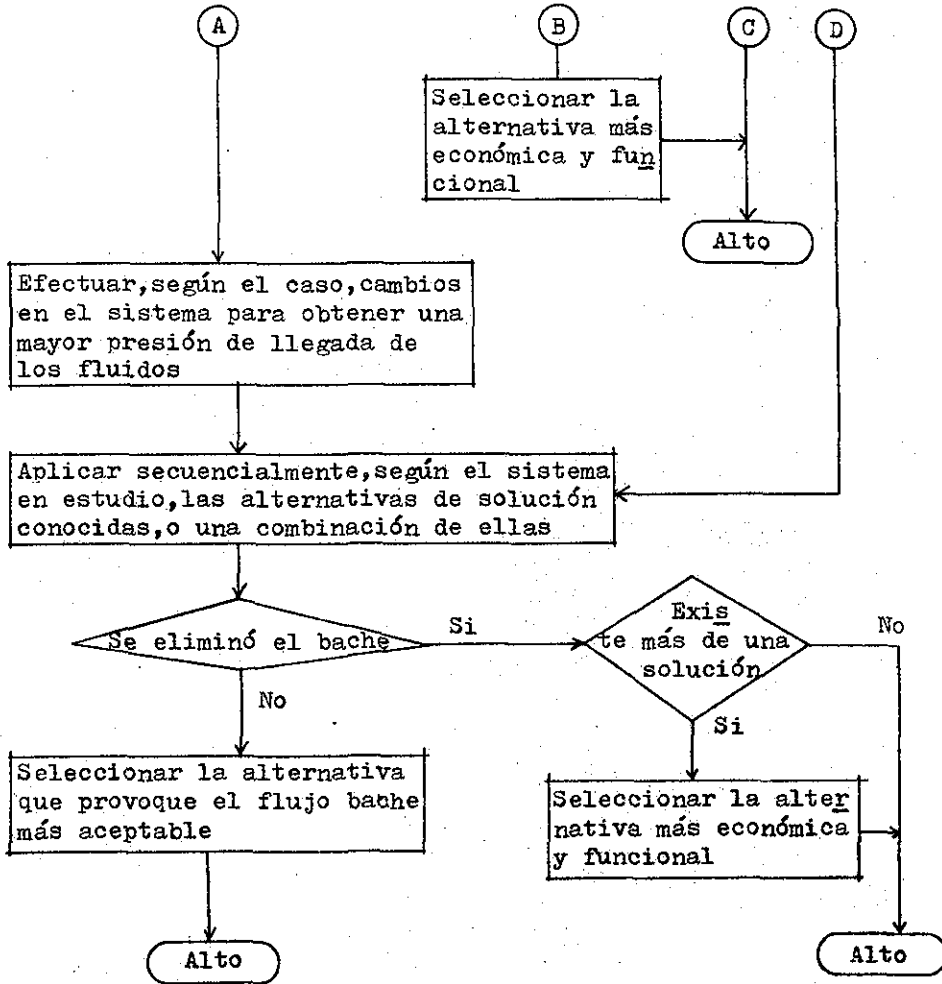 A
B
C
D
Seleccionar la
alternativa más
económica y fun
cional
Alto
Efectuar,según el caso,cambios
en el sistema para obtener una
mayor presión de llegada de
los fluidos
Aplicar secuencialmente,según el sistema
en estudio,las alternativas de solución
conocidas,o una combinación de ellas
Se eliminó el bache
Si
Exis
te más de una
solución
No
No
Si
Seleccionar la alternativa
que provoque el flujo bache
más aceptable
Seleccionar la alter
nativa más económica
y funcional
Alto
Alto